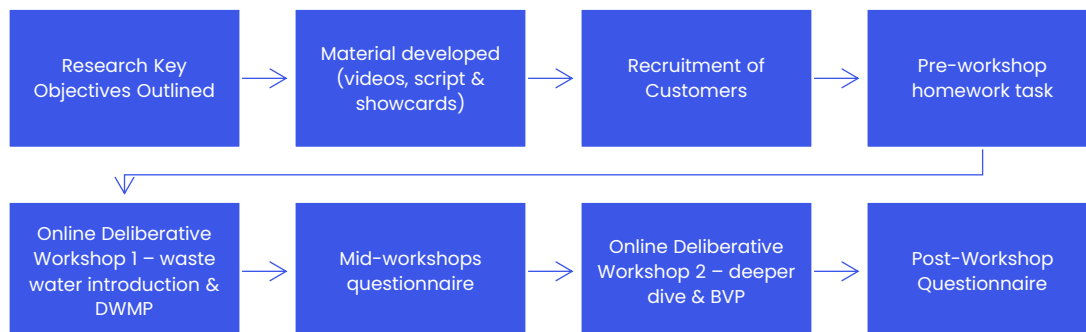 Research Key
Objectives Outlined
Material developed
(videos, script &
showcards)
Recruitment of
Customers
Pre-workshop
homework task
Online Deliberative
Workshop 1 – waste
water introduction &
DWMP
Mid-workshops
questionnaire
Online Deliberative
Workshop 2 – deeper
dive & BVP
Post-Workshop
Questionnaire